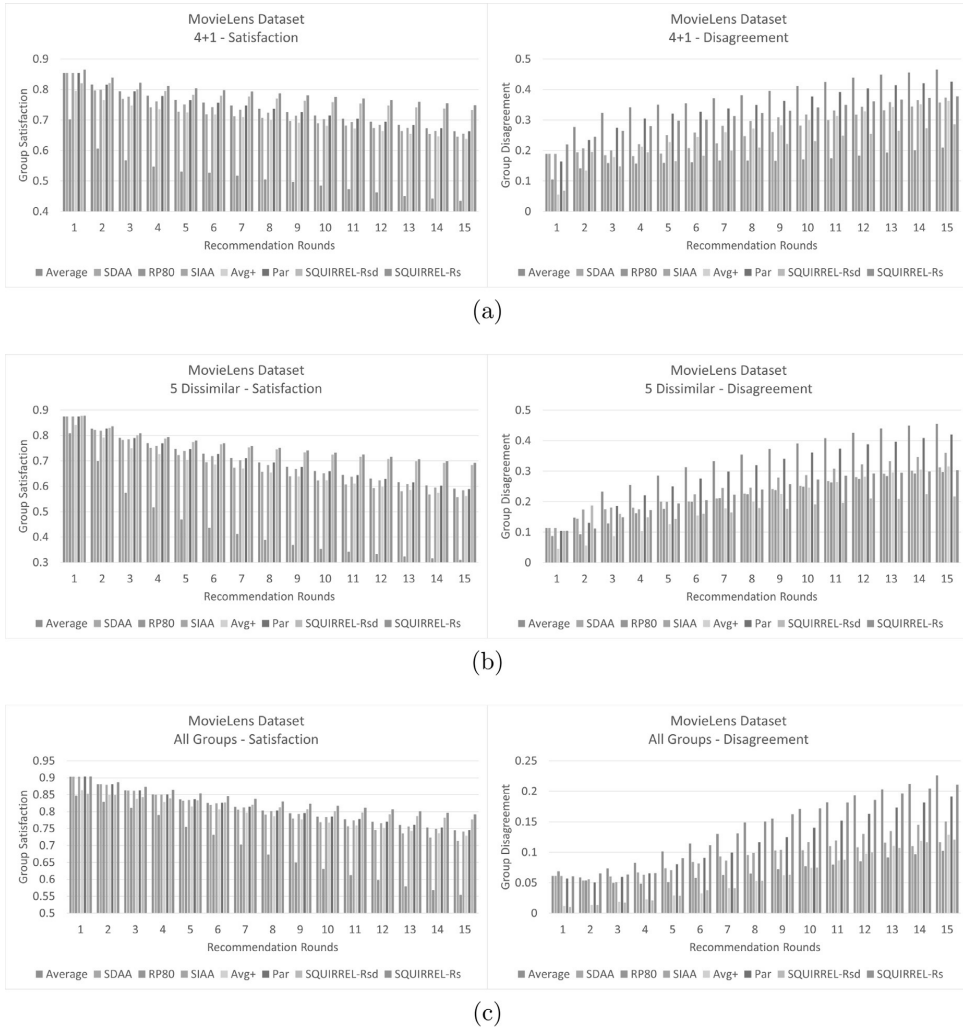 MovieLens Dataset
4+1 - Satisfaction
0.9
0.8
0.7
0.6
0.5
0.4
Group Satisfaction
1 2 3 4 5 6 7 8 9 10 11 12 13 14 15
Recommendation Rounds
Average SDAA RP80 SIAA Avg+ Par SQUIRREL-Rsd SQUIRREL-Rs
MovieLens Dataset
4+1 - Disagreement
0.5
0.4
0.3
0.2
0.1
0
Group Disagreement
1 2 3 4 5 6 7 8 9 10 11 12 13 14 15
Recommendation Rounds
Average SDAA RP80 SIAA Avg+ Par SQUIRREL-Rsd SQUIRREL-Rs
(a)
MovieLens Dataset
5 Dissimilar - Satisfaction
0.9
0.8
0.7
0.6
0.5
0.4
0.3
Group Satisfaction
1 2 3 4 5 6 7 8 9 10 11 12 13 14 15
Recommendation Rounds
Average SDAA RP80 SIAA Avg+ Par SQUIRREL-Rsd SQUIRREL-Rs
MovieLens Dataset
5 Dissimilar - Disagreement
0.5
0.4
0.3
0.2
0.1
0
Group Disagreement
1 2 3 4 5 6 7 8 9 10 11 12 13 14 15
Recommendation Rounds
Average SDAA RP80 SIAA Avg+ Par SQUIRREL-Rsd SQUIRREL-Rs
(b)
MovieLens Dataset
All Groups - Satisfaction
0.95
0.9
0.85
0.8
0.75
0.7
0.65
0.6
0.55
0.5
Group Satisfaction
1 2 3 4 5 6 7 8 9 10 11 12 13 14 15
Recommendation Rounds
Average SDAA RP80 SIAA Avg+ Par SQUIRREL-Rsd SQUIRREL-Rs
MovieLens Dataset
All Groups - Disagreement
0.25
0.2
0.15
0.1
0.05
0
Group Disagreement
1 2 3 4 5 6 7 8 9 10 11 12 13 14 15
Recommendation Rounds
Average SDAA RP80 SIAA Avg+ Par SQUIRREL-Rsd SQUIRREL-Rs
(c)